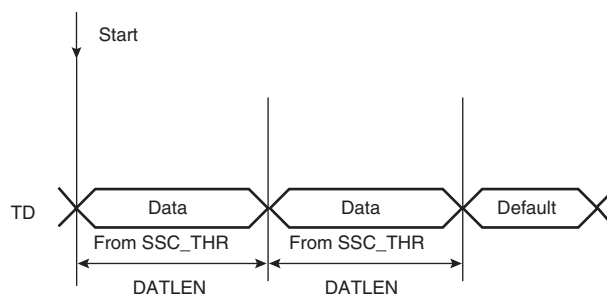 Start
TD
Data
Data
Default
From SSC_THR
From SSC_THR
DATLEN
DATLEN